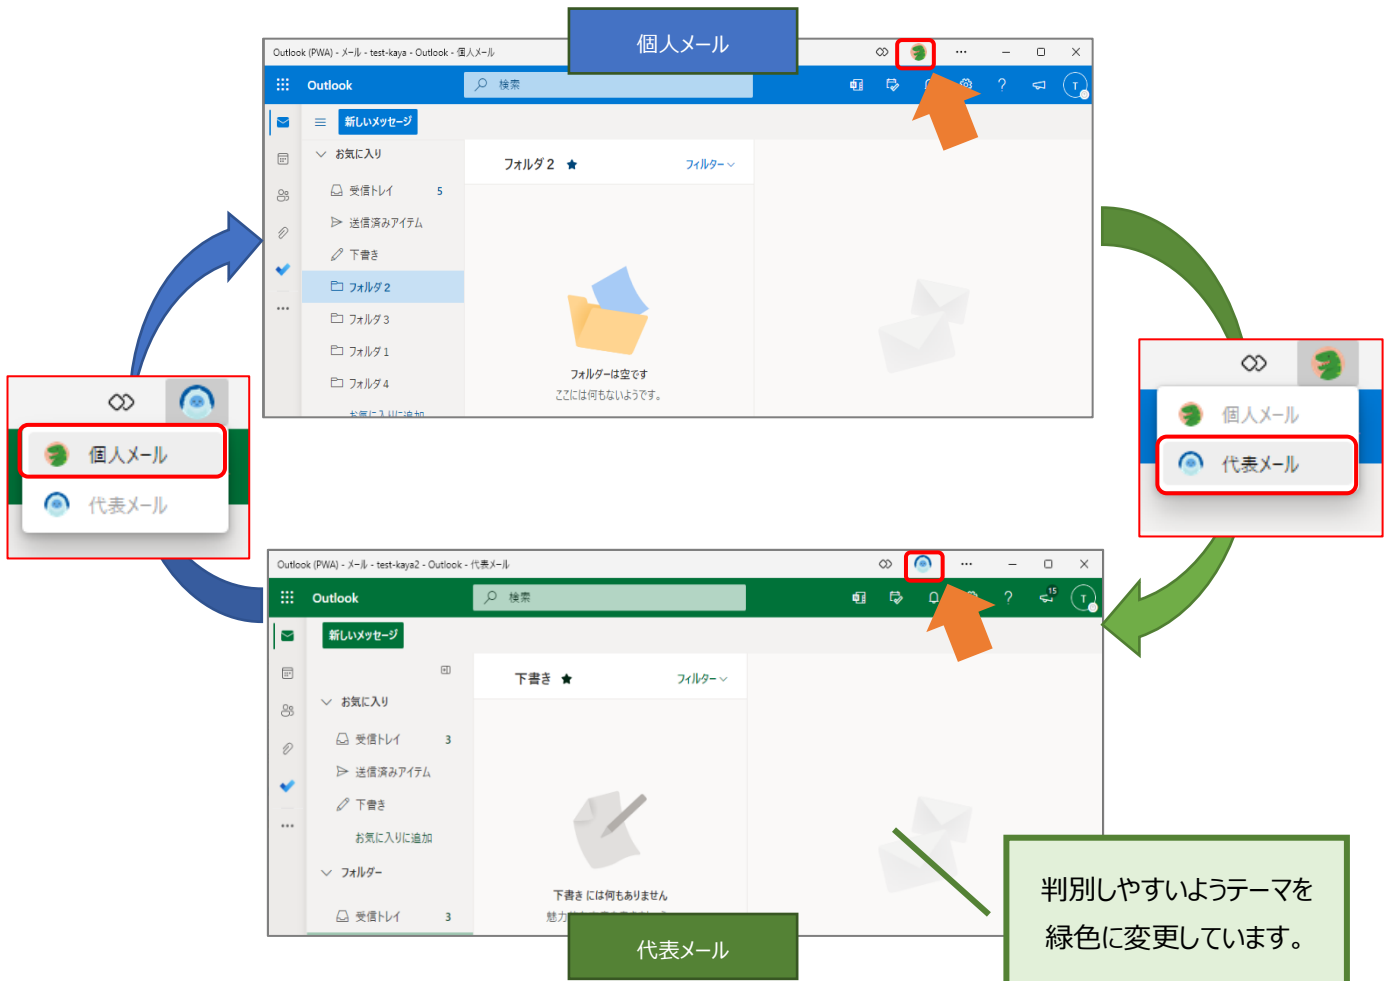 個人メール
Outlook (PWA) - メール - test-kaya - Outlook - 個人メール
Outlook
検索
T
新しいメッセージ
お気に入り
フォルダ 2
フィルター
受信トレイ 5
送信済みアイテム
下書き
フォルダ 2
フォルダ 3
フォルダ 1
フォルダ 4
お気に入りに追加
フォルダーは空です
ここには何もないようです。
個人メール
代表メール
個人メール
代表メール
Outlook (PWA) - メール - test-kaya2 - Outlook - 代表メール
Outlook
検索
15
T
新しいメッセージ
下書き
フィルター
お気に入り
受信トレイ 3
送信済みアイテム
下書き
お気に入りに追加
フォルダー
受信トレイ 3
下書き には何もありません
代表メール
判別しやすいようテーマを
緑色に変更しています。